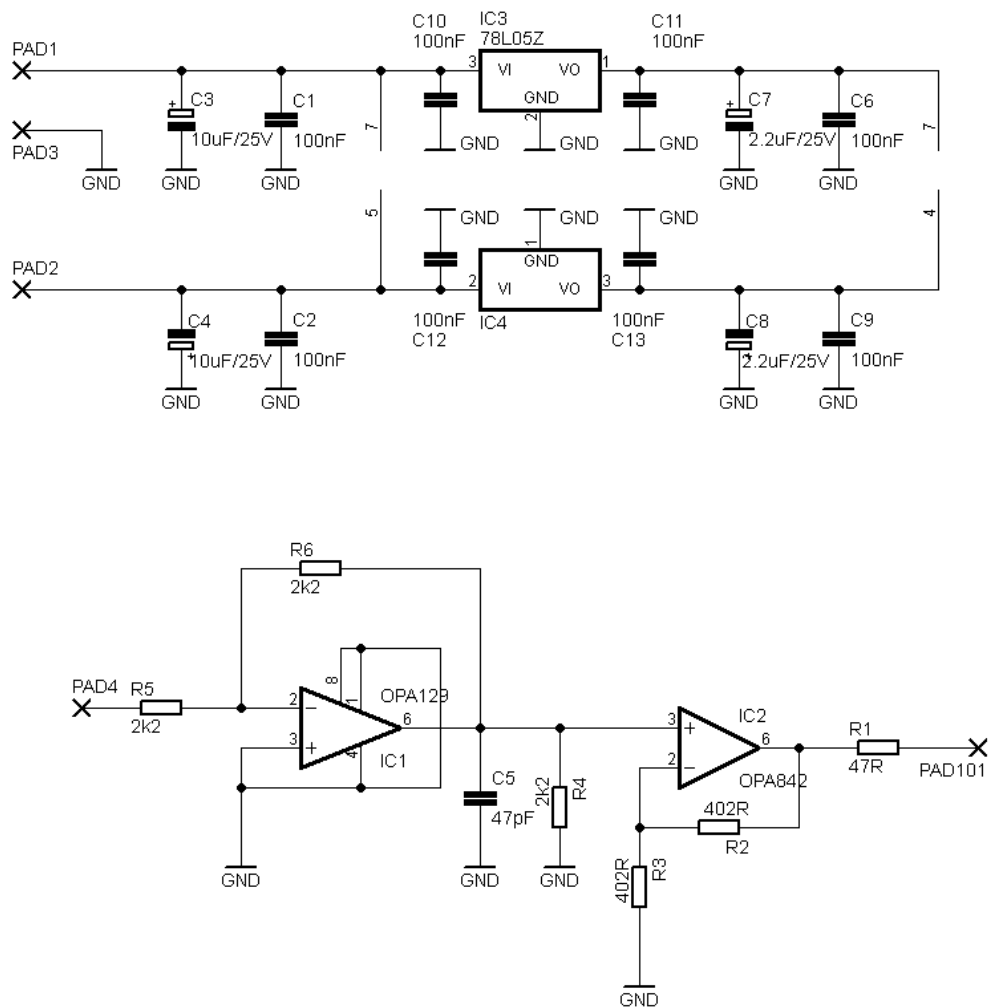 PAD1
C3
10uF/25V
GND
C1
100nF
GND
7
C10
100nF
3
GND
IC3
78L05Z
VI
VO
GND
2
GND
1
C11
100nF
GND
C7
2.2uF/25V
GND
C6
100nF
GND
7
PAD3
GND
PAD2
C4
10uF/25V
GND
C2
100nF
GND
5
GND
100nF
C12
2
GND
1
GND
VI
VO
IC4
3
GND
100nF
C13
C8
2.2uF/25V
GND
C9
100nF
GND
4
R6
2k2
PAD4
R5
2k2
2
3
8
1
OPA129
6
4
IC1
GND
C5
47pF
GND
2k2
R4
GND
3
2
IC2
6
OPA842
R1
47R
PAD101
402R
R2
402R
R3
GND